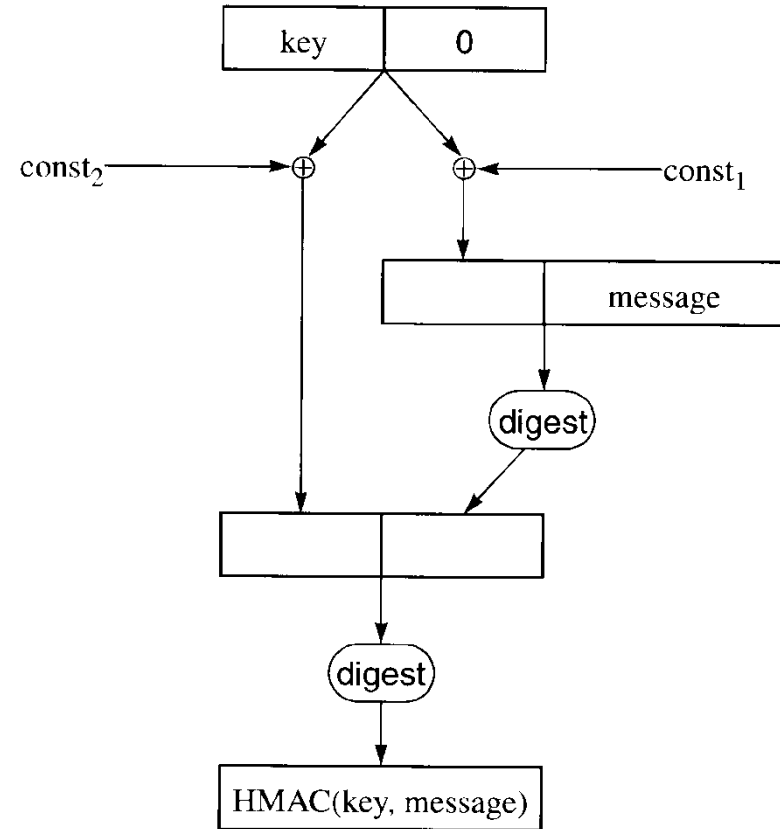 key 0
const₂ ⊕ ⊕ const₁
message
digest
digest
HMAC(key, message)